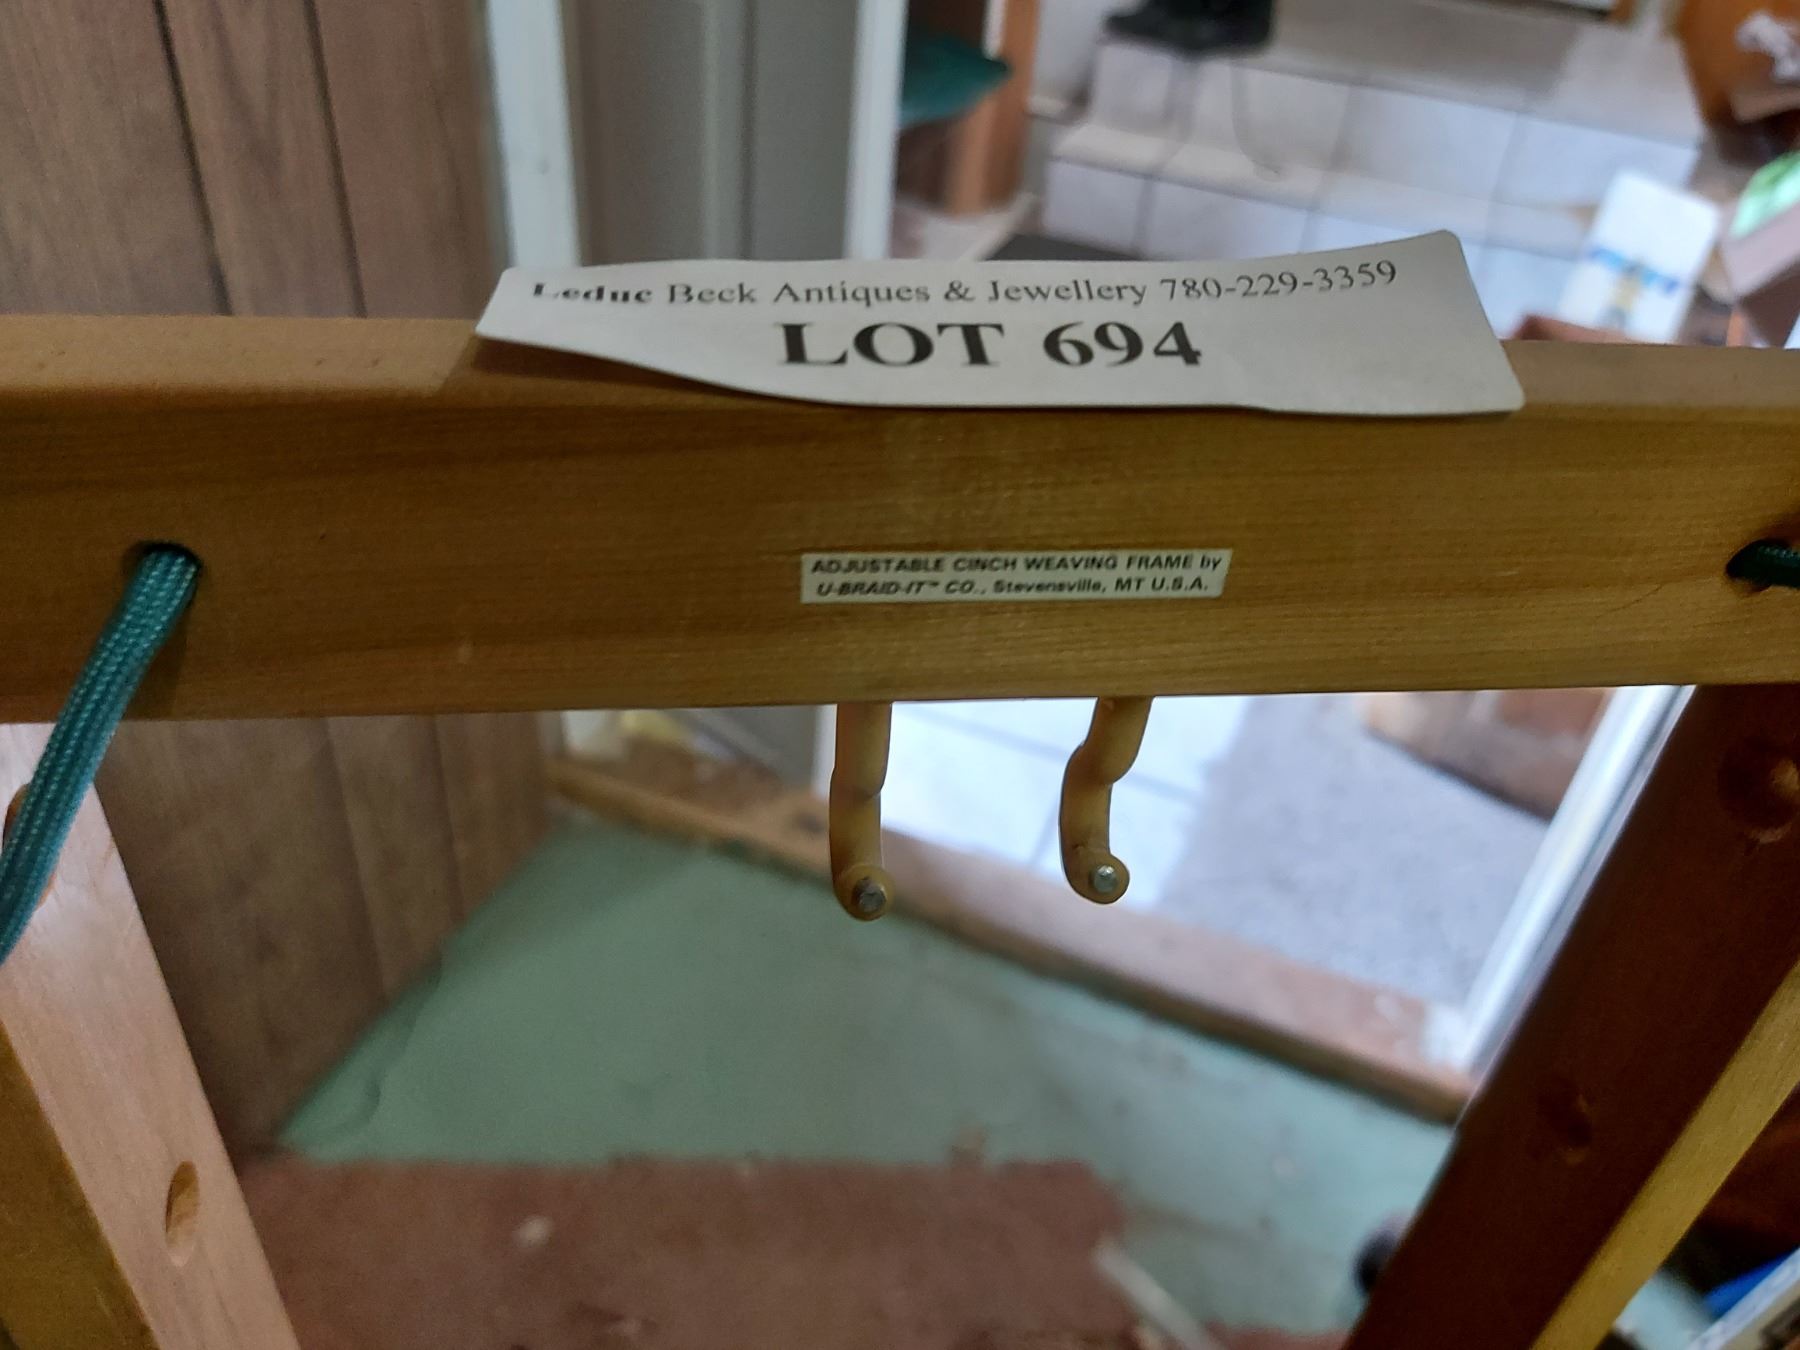 Leduc Beck Antiques & Jewellery 780-229-3359
LOT 694
ADJUSTABLE CINCH WEAVING FRAME by
U-BRAID-IT™ CO., Stevensville, MT U.S.A.